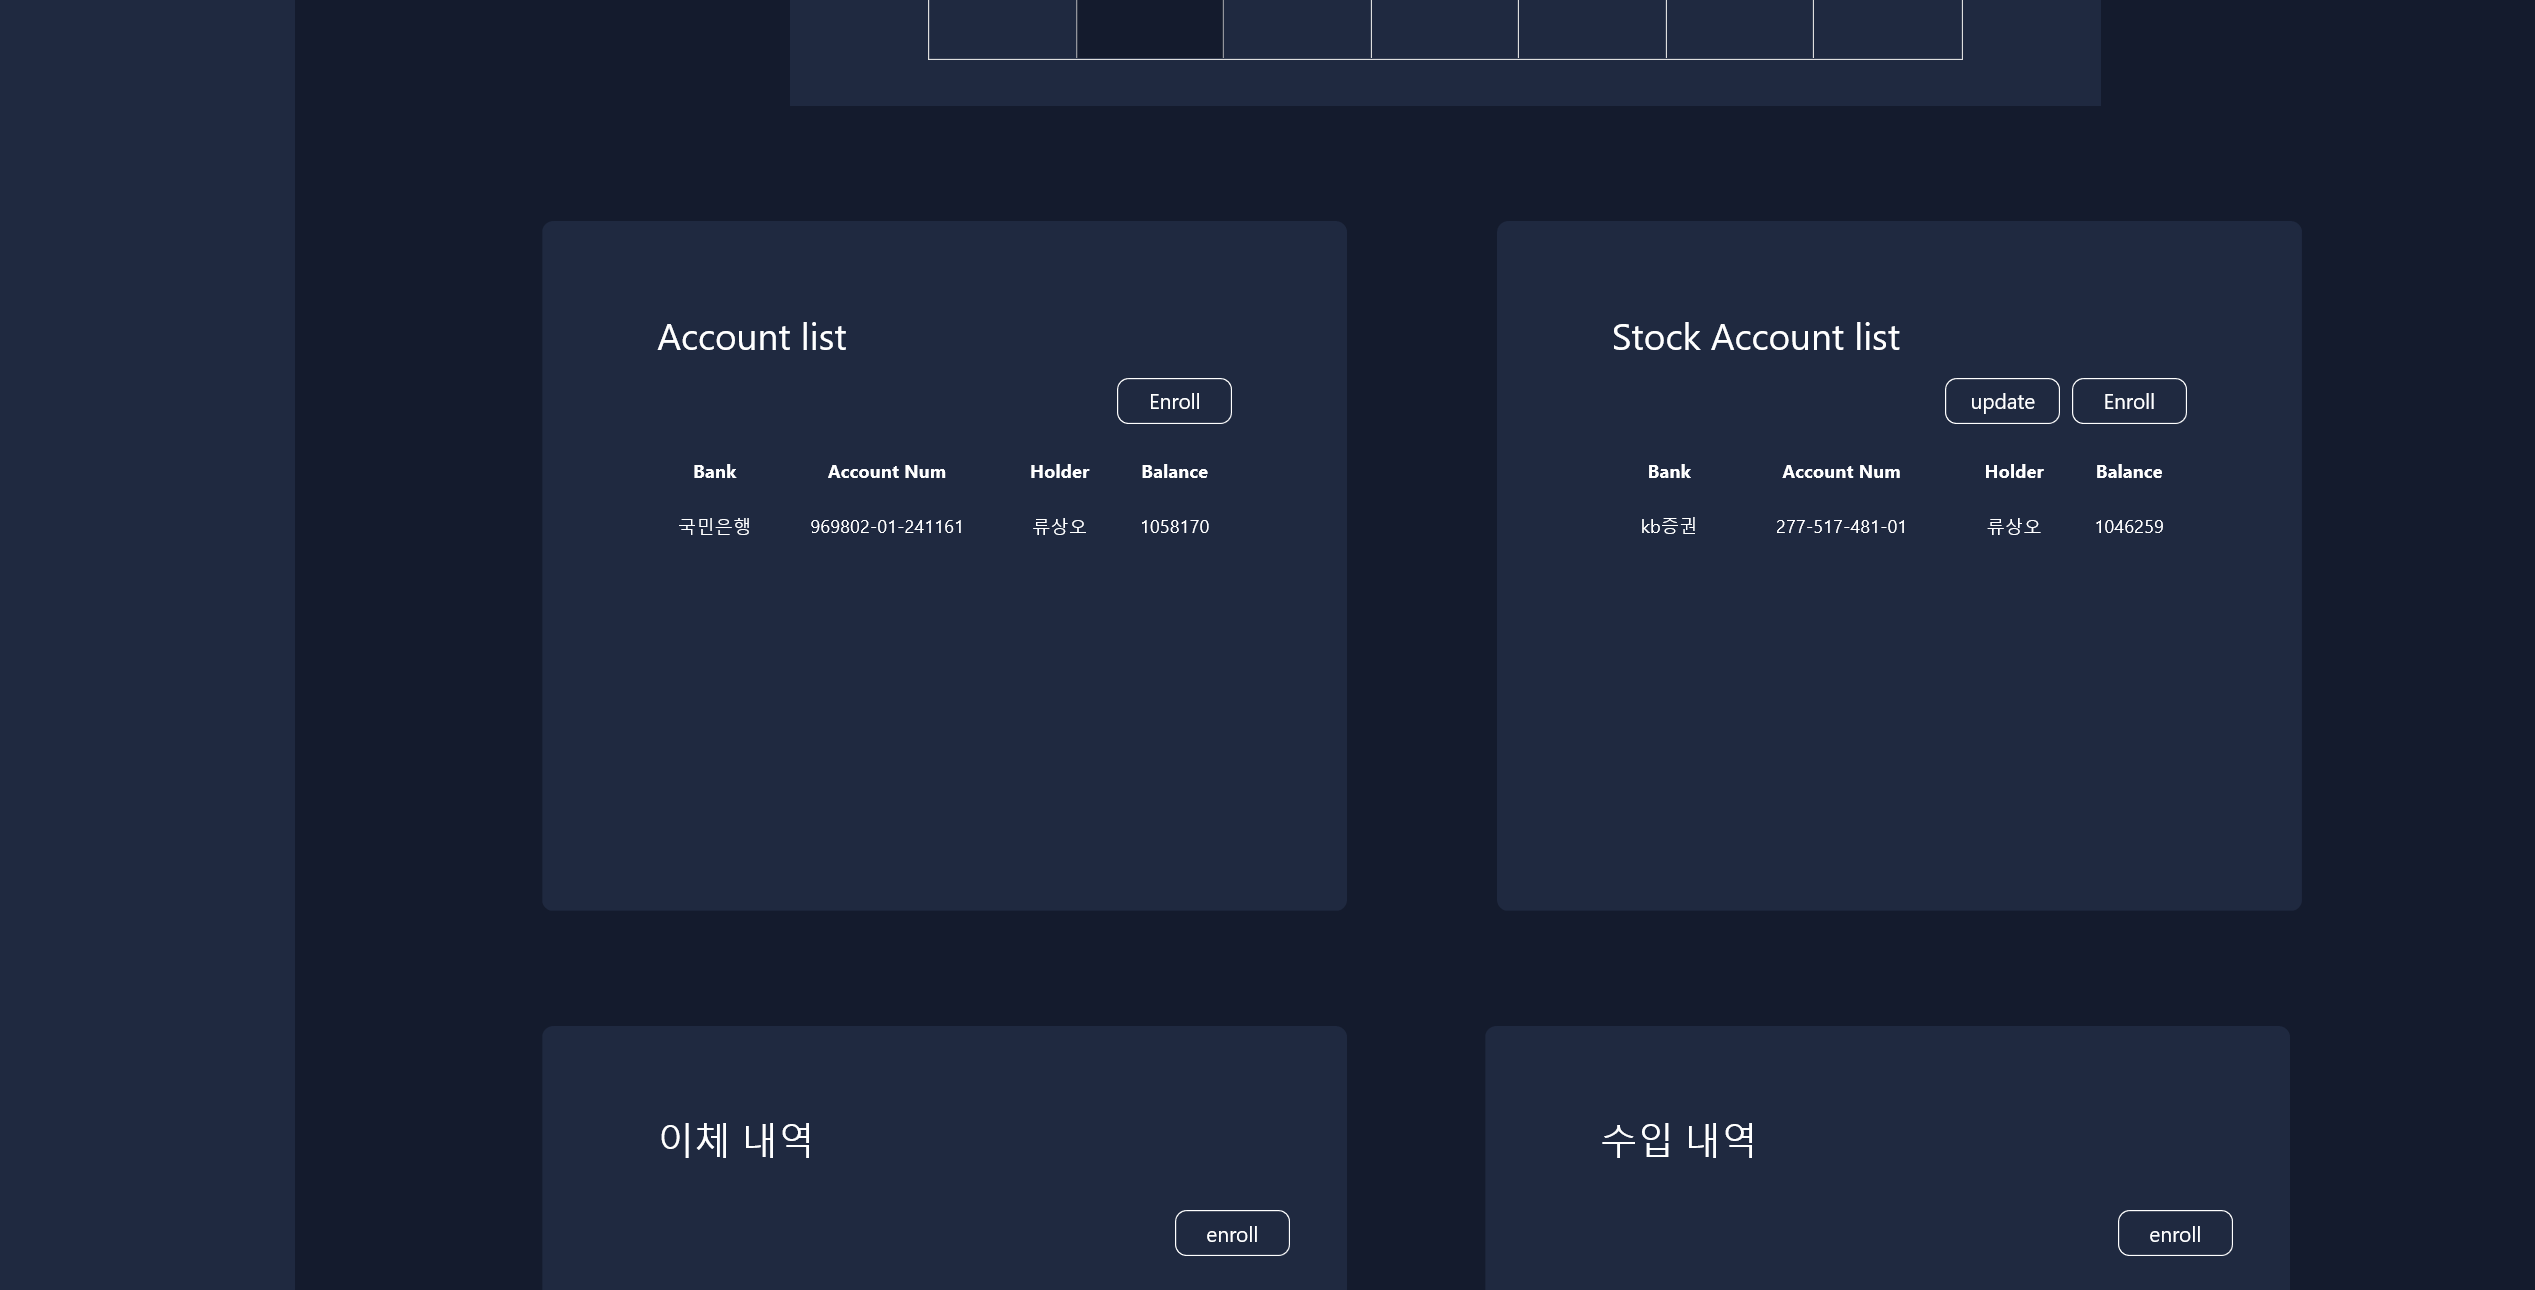 Account list
Enroll
Bank Account Num Holder Balance
국민은행 969802-01-241161 류상오 1058170
Stock Account list
update Enroll
Bank Account Num Holder Balance
kb증권 277-517-481-01 류상오 1046259
이체 내역
enroll
수입 내역
enroll